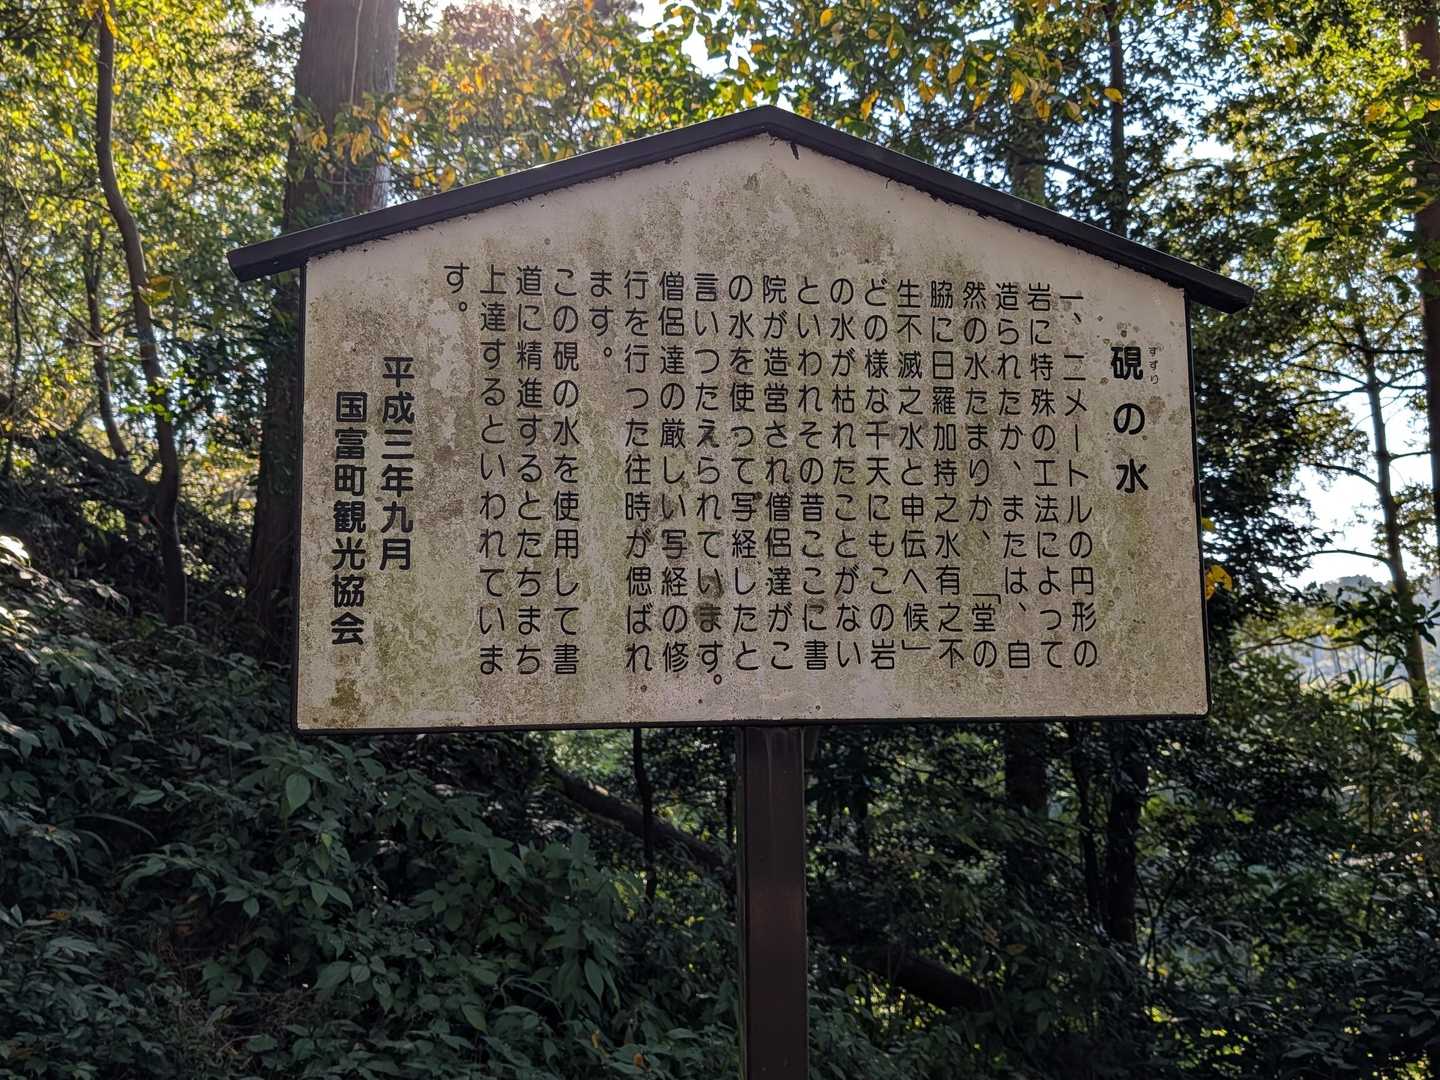 硯の水
すずり
一、二メートルの円形の
岩に特殊の工法によって
造られたか、または、自
然の水たまりか、「堂の
脇に日羅加持之水有之不
生不滅之水と申伝へ候」
どの様な干天にもこの岩
の水が枯れたことがない
といわれその昔ここに書
院が造営され僧侶達がこ
の水を使って写経したと
言いつたえられています。
僧侶達の厳しい写経の修
行を行った往時が偲ばれ
ます。
この硯の水を使用して書
道に精進するとたちまち
上達するといわれていま
す。
平成三年九月
国富町観光協会